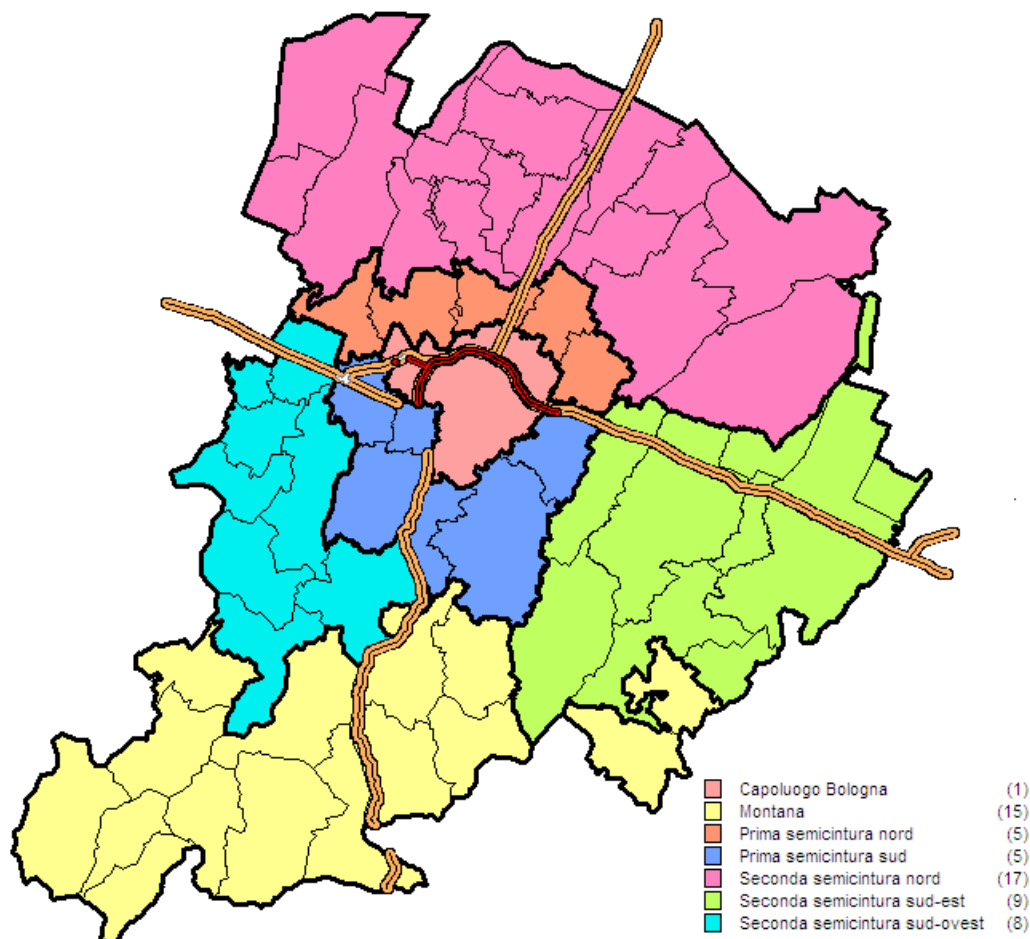 Capoluogo Bologna (1)
Montana (15)
Prima semicintura nord (5)
Prima semicintura sud (5)
Seconda semicintura nord (17)
Seconda semicintura sud-est (9)
Seconda semicintura sud-ovest (8)